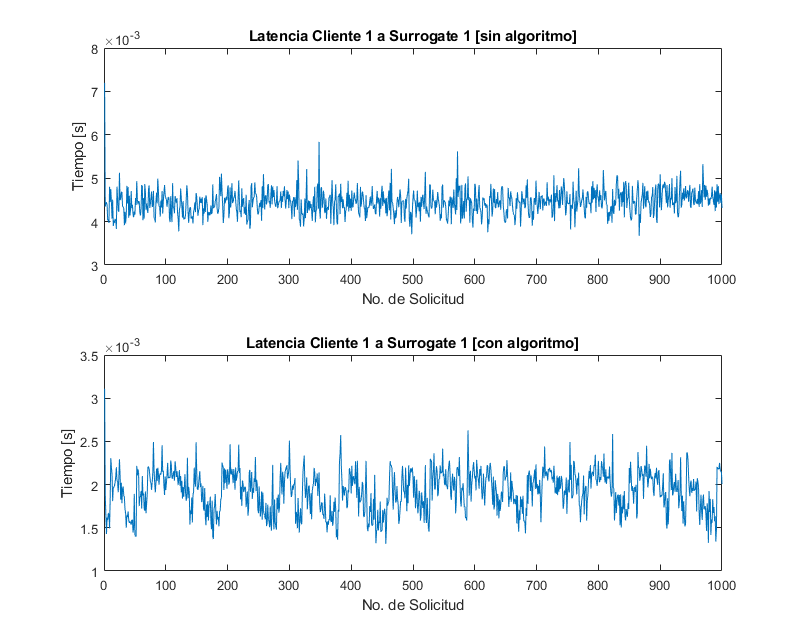 Latencia Cliente 1 a Surrogate 1 [sin algoritmo]
×10⁻³
8
7
6
5
4
3
Tiempo [s]
0 100 200 300 400 500 600 700 800 900 1000
No. de Solicitud
Latencia Cliente 1 a Surrogate 1 [con algoritmo]
×10⁻³
3.5
3
2.5
2
1.5
1
Tiempo [s]
0 100 200 300 400 500 600 700 800 900 1000
No. de Solicitud